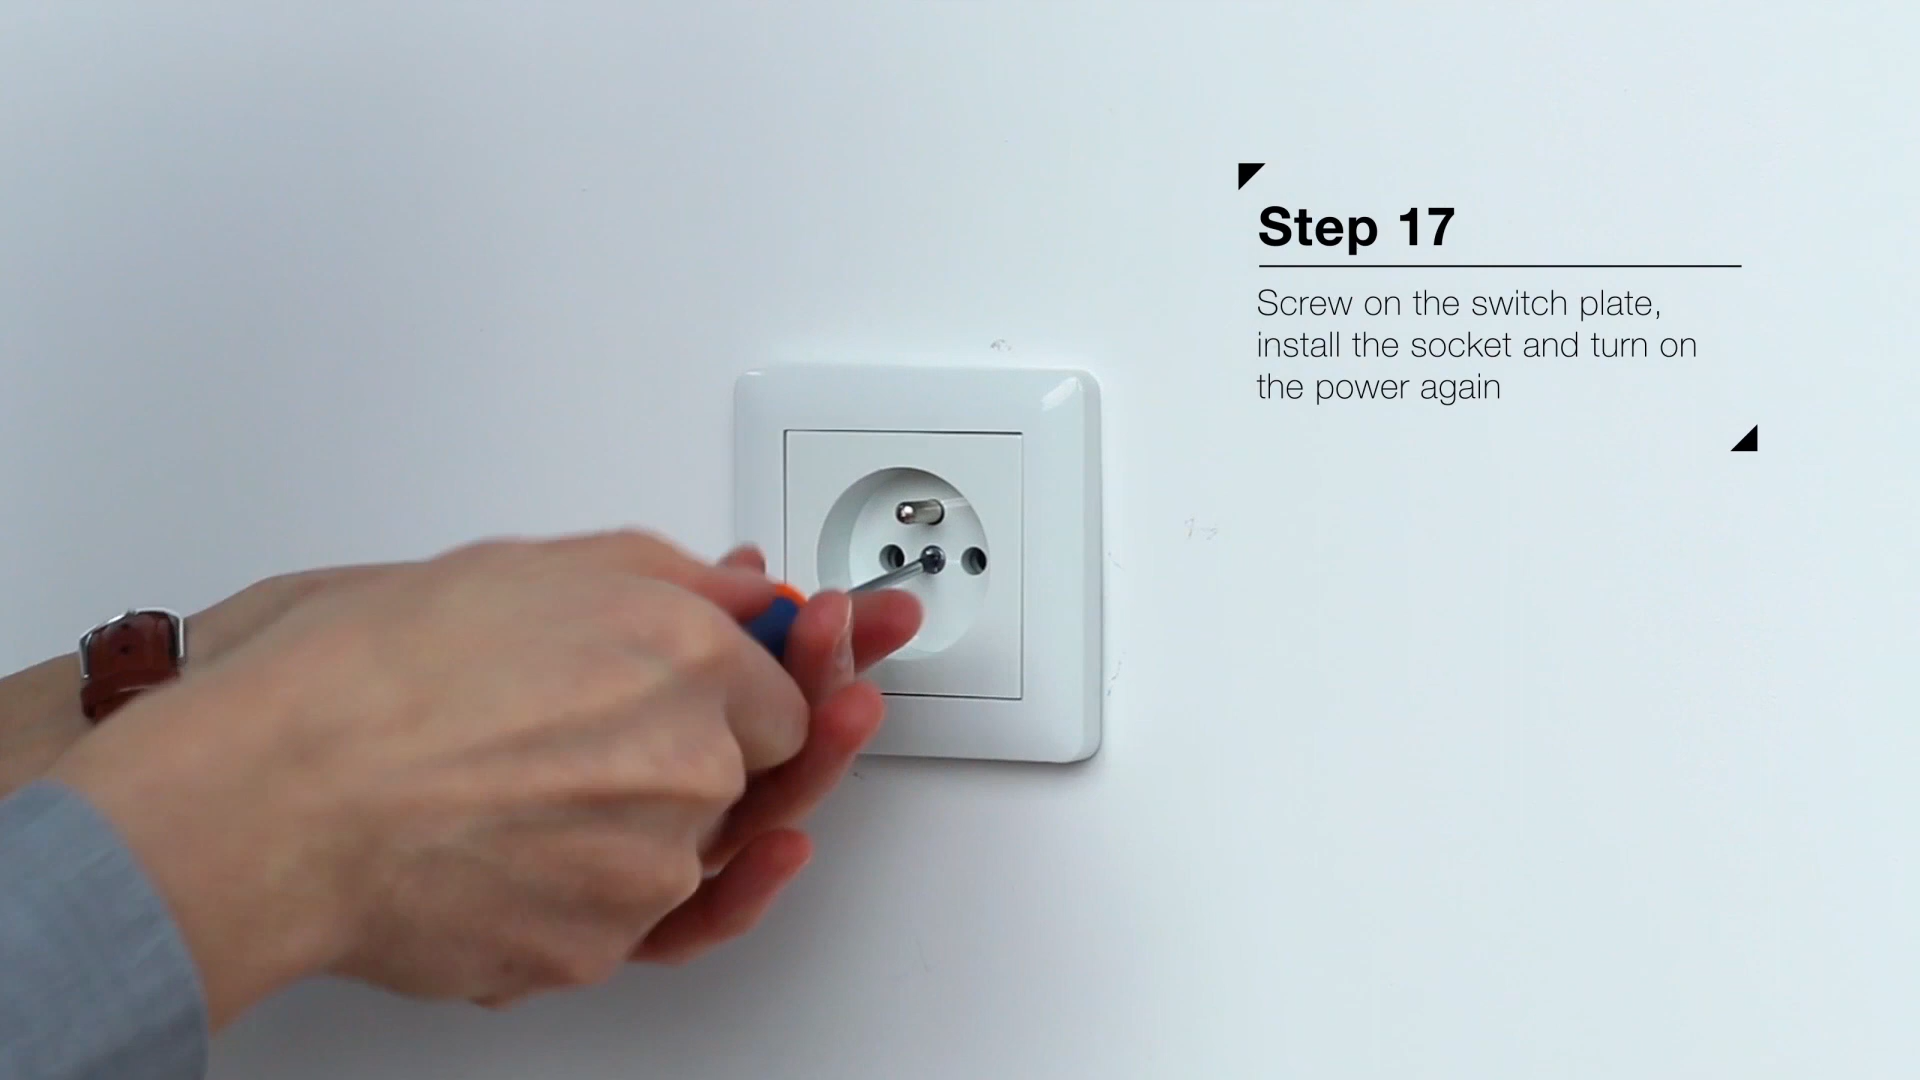 Step 17
Screw on the switch plate,
install the socket and turn on
the power again